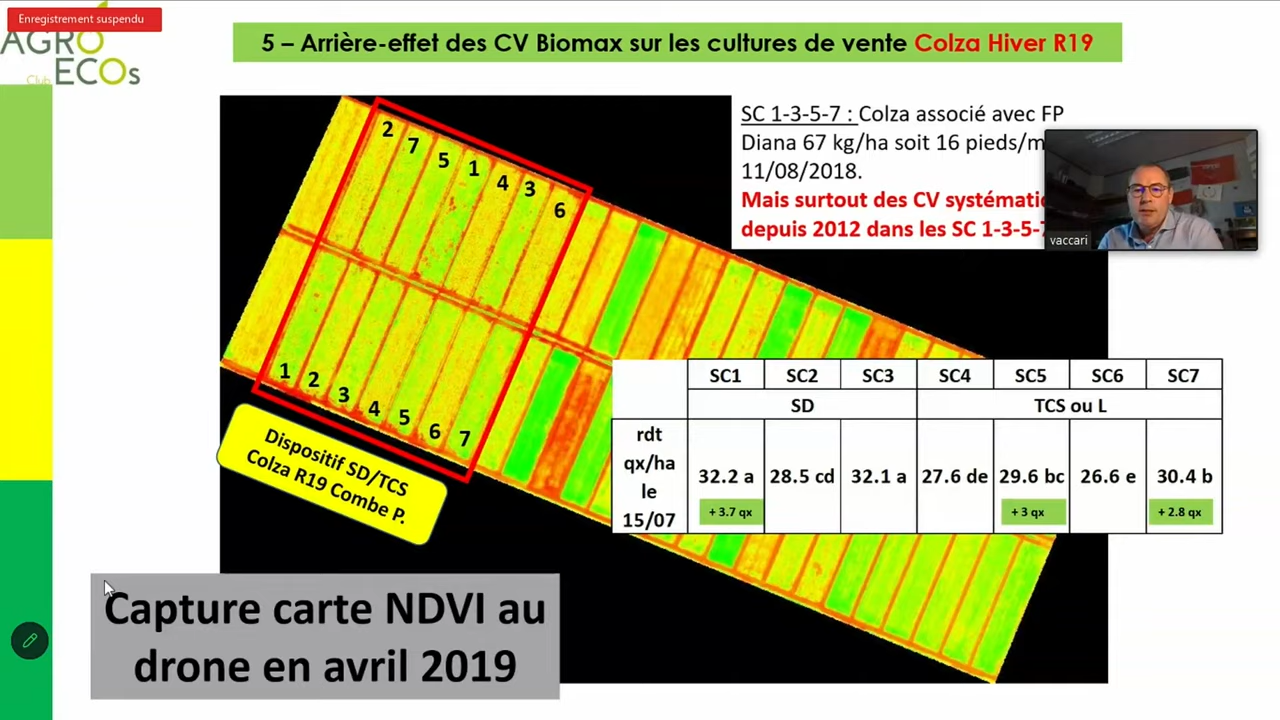 Enregistrement suspendu
AGRO
Club ECOs
5 – Arrière-effet des CV Biomax sur les cultures de vente Colza Hiver R19
SC 1-3-5-7 : Colza associé avec FP
Diana 67 kg/ha soit 16 pieds/m
11/08/2018.
Mais surtout des CV
depuis 2012 dans les SC 1-3-5-
vaccari
2 7 5 1 4 3 6
1 2 3 4 5 6 7
Dispositif SD/TCS
Colza R19 Combe P.
SC1 SC2 SC3 SC4 SC5 SC6 SC7
SD TCS ou L
rdt
qx/ha
le
15/07
32.2 a 28.5 cd 32.1 a 27.6 de 29.6 bc 26.6 e 30.4 b
+ 3.7 qx + 3 qx + 2.8 qx
Capture carte NDVI au
drone en avril 2019